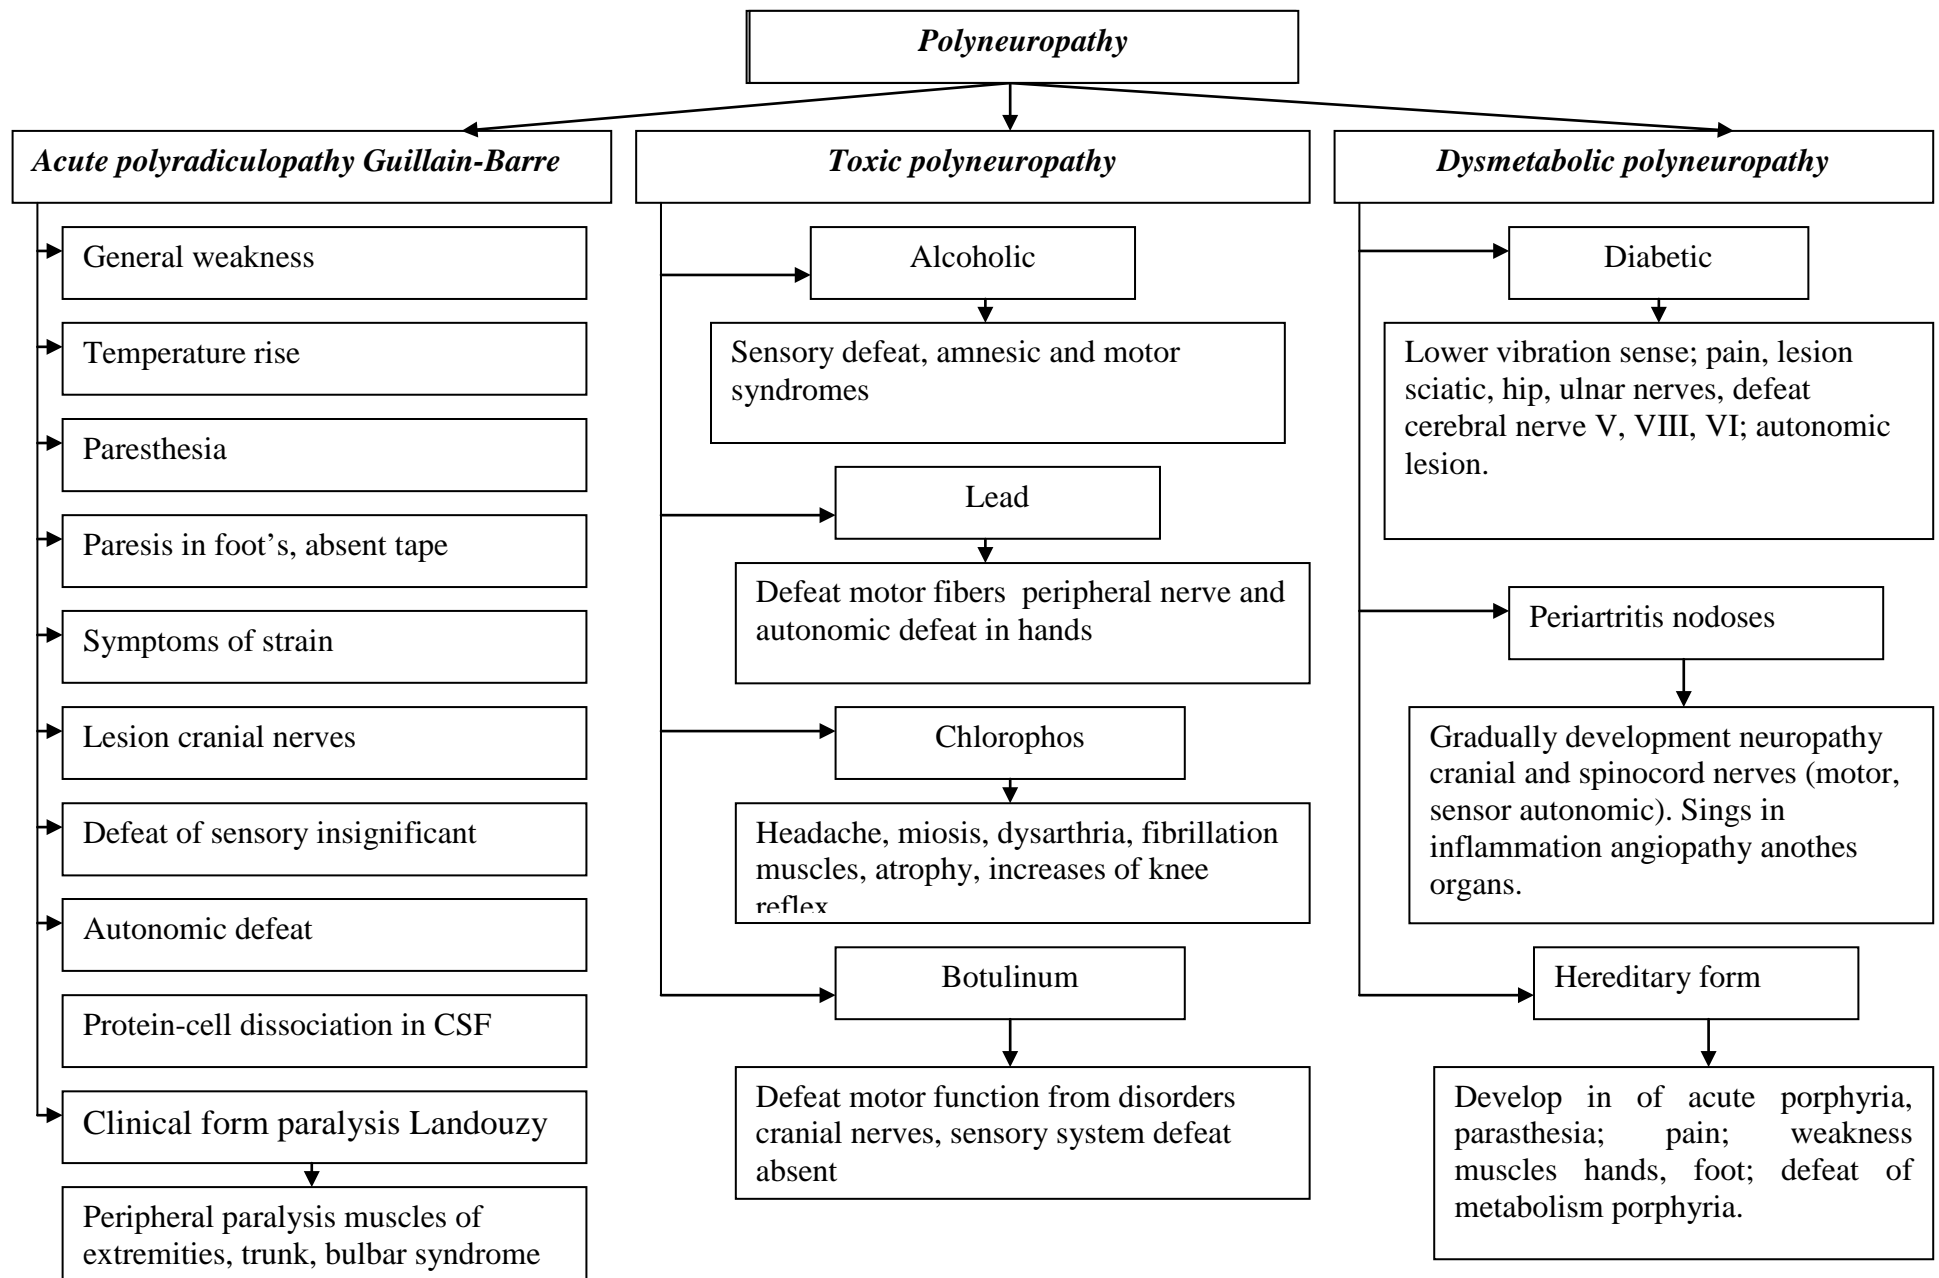 Polyneuropathy
Acute polyradiculopathy Guillain-Barre
General weakness
Temperature rise
Paresthesia
Paresis in foot’s, absent tape
Symptoms of strain
Lesion cranial nerves
Defeat of sensory insignificant
Autonomic defeat
Protein-cell dissociation in CSF
Clinical form paralysis Landouzy
Peripheral paralysis muscles of
extremities, trunk, bulbar syndrome
Toxic polyneuropathy
Alcoholic
Sensory defeat, amnesic and motor
syndromes
Lead
Defeat motor fibers peripheral nerve and
autonomic defeat in hands
Chlorophos
Headache, miosis, dysarthria, fibrillation
muscles, atrophy, increases of knee
reflex
Botulinum
Defeat motor function from disorders
cranial nerves, sensory system defeat
absent
Dysmetabolic polyneuropathy
Diabetic
Lower vibration sense; pain, lesion
sciatic, hip, ulnar nerves, defeat
cerebral nerve V, VIII, VI; autonomic
lesion.
Periartritis nodoses
Gradually development neuropathy
cranial and spinocord nerves (motor,
sensor autonomic). Sings in
inflammation angiopathy anothes
organs.
Hereditary form
Develop in of acute porphyria,
parasthesia; pain; weakness
muscles hands, foot; defeat of
metabolism porphyria.